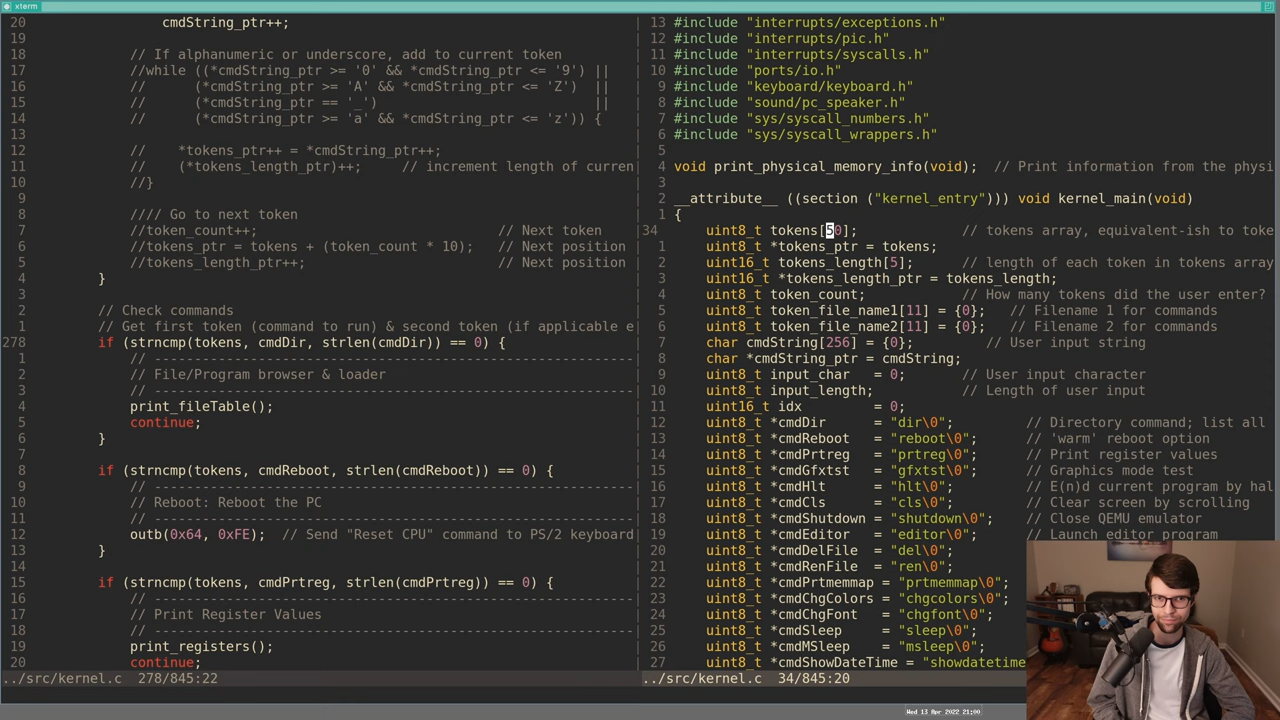 xterm
20 cmdString_ptr++;
19
18 // If alphanumeric or underscore, add to current token
17 //while ((*cmdString_ptr >= '0' && *cmdString_ptr <= '9') ||
16 // (*cmdString_ptr >= 'A' && *cmdString_ptr <= 'Z') ||
15 // (*cmdString_ptr == '_') ||
14 // (*cmdString_ptr >= 'a' && *cmdString_ptr <= 'z')) {
13
12 // *tokens_ptr++ = *cmdString_ptr++;
11 // (*tokens_length_ptr)++; // increment length of curren
10 //}
9
8 //// Go to next token
7 //token_count++; // Next token
6 //tokens_ptr = tokens + (token_count * 10); // Next position
5 //tokens_length_ptr++; // Next position
4 }
3
2 // Check commands
1 // Get first token (command to run) & second token (if applicable e
278 if (strncmp(tokens, cmdDir, strlen(cmdDir)) == 0) {
1 // --------------------------------------------------------------
2 // File/Program browser & loader
3 // --------------------------------------------------------------
4 print_fileTable();
5 continue;
6 }
7
8 if (strncmp(tokens, cmdReboot, strlen(cmdReboot)) == 0) {
9 // --------------------------------------------------------------
10 // Reboot: Reboot the PC
11 // --------------------------------------------------------------
12 outb(0x64, 0xFE); // Send "Reset CPU" command to PS/2 keyboard
13 }
14
15 if (strncmp(tokens, cmdPrtreg, strlen(cmdPrtreg)) == 0) {
16 // --------------------------------------------------------------
17 // Print Register Values
18 // --------------------------------------------------------------
19 print_registers();
20 continue;
../src/kernel.c 278/845:22
13 #include "interrupts/exceptions.h"
12 #include "interrupts/pic.h"
11 #include "interrupts/syscalls.h"
10 #include "ports/io.h"
9 #include "keyboard/keyboard.h"
8 #include "sound/pc_speaker.h"
7 #include "sys/syscall_numbers.h"
6 #include "sys/syscall_wrappers.h"
5
4 void print_physical_memory_info(void); // Print information from the physi
3
2 __attribute__ ((section ("kernel_entry"))) void kernel_main(void)
1 {
34 uint8_t tokens[50]; // tokens array, equivalent-ish to toke
1 uint8_t *tokens_ptr = tokens;
2 uint16_t tokens_length[5]; // length of each token in tokens array
3 uint16_t *tokens_length_ptr = tokens_length;
4 uint8_t token_count; // How many tokens did the user enter?
5 uint8_t token_file_name1[11] = {0}; // Filename 1 for commands
6 uint8_t token_file_name2[11] = {0}; // Filename 2 for commands
7 char cmdString[256] = {0}; // User input string
8 char *cmdString_ptr = cmdString;
9 uint8_t input_char = 0; // User input character
10 uint8_t input_length; // Length of user input
11 uint16_t idx = 0;
12 uint8_t *cmdDir = "dir\0"; // Directory command; list all
13 uint8_t *cmdReboot = "reboot\0"; // 'warm' reboot option
14 uint8_t *cmdPrtreg = "prtreg\0"; // Print register values
15 uint8_t *cmdGfxtst = "gfxtst\0"; // Graphics mode test
16 uint8_t *cmdHlt = "hlt\0"; // E(n)d current program by hal
17 uint8_t *cmdCls = "cls\0"; // Clear screen by scrolling
18 uint8_t *cmdShutdown = "shutdown\0"; // Close QEMU emulator
19 uint8_t *cmdEditor = "editor\0"; // Launch editor program
20 uint8_t *cmdDelFile = "del\0";
21 uint8_t *cmdRenFile = "ren\0";
22 uint8_t *cmdPrtmemmap = "prtmemmap\0";
23 uint8_t *cmdChgColors = "chgcolors\0";
24 uint8_t *cmdChgFont = "chgfont\0";
25 uint8_t *cmdSleep = "sleep\0";
26 uint8_t *cmdMSleep = "msleep\0";
27 uint8_t *cmdShowDateTime = "showdatetime
../src/kernel.c 34/845:20
Wed 13 Apr 2022 21:00